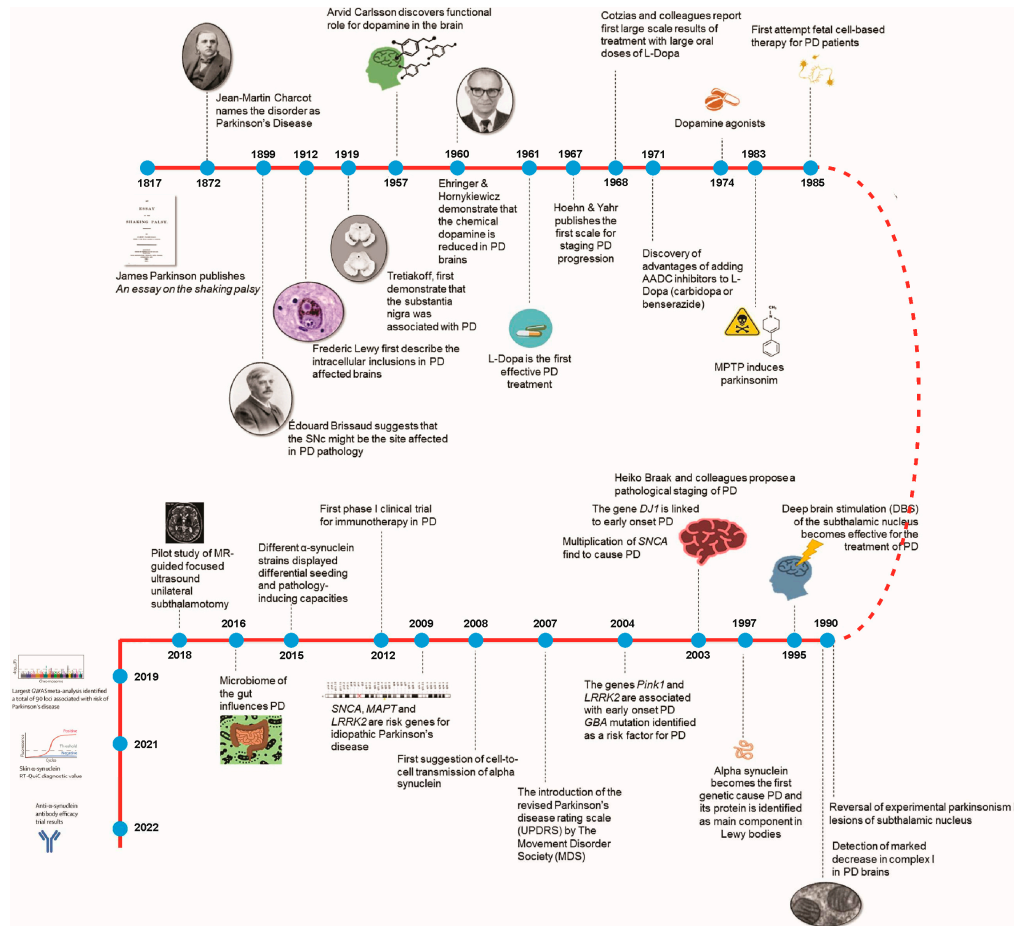 Arvid Carlsson discovers functional
role for dopamine in the brain
Cotzias and colleagues report
first large scale results of
treatment with large oral
doses of L-Dopa
First attempt fetal cell-based
therapy for PD patients
Jean-Martin Charcot
names the disorder as
Parkinson's Disease
Dopamine agonists
1899
1912
1919
1960
1961
1967
1971
1983
1817
1872
1957
1968
1974
1985
ESSAY
SHAKING PALSY.
James Parkinson publishes
An essay on the shaking palsy
Ehringer &
Hornykiewicz
demonstrate that
the chemical
dopamine is
reduced in PD
brains
Hoehn & Yahr
publishes the
first scale for
staging PD
progression
Discovery of
advantages of adding
AADC inhibitors to L-
Dopa (carbidopa or
benserazide)
Tretiakoff, first
demonstrate that
the substantia
nigra was
associated with PD
CH₃
N
Frederic Lewy first describe the
intracellular inclusions in PD
affected brains
L-Dopa is the first
effective PD
treatment
MPTP induces
parkinsonim
Édouard Brissaud suggests that
the SNc might be the site affected
in PD pathology
Heiko Braak and colleagues propose a
pathological staging of PD
The gene DJ1 is linked
to early onset PD
Multiplication of SNCA
find to cause PD
Deep brain stimulation (DBS)
of the subthalamic nucleus
becomes effective for the
treatment of PD
First phase I clinical trial
for immunotherapy in PD
Pilot study of MR-
guided focused
ultrasound
unilateral
subthalamotomy
Different α-synuclein
strains displayed
differential seeding
and pathology-
inducing capacities
2016
2009
2008
2007
2004
1997
1990
2018
2015
2012
2003
1995
2019
Chromosome
Largest GWAS meta-analysis identified
a total of 90 loci associated with risk of
Parkinson's disease
2021
Fluorescence
Positive
Threshold
Negative
Cycles
Skin α-synuclein
RT-QuIC diagnostic value
2022
Anti-α-synuclein
antibody efficacy
trial results
Microbiome of
the gut
influences PD
SNCA, MAPT and
LRRK2 are risk genes for
idiopathic Parkinson's
disease
First suggestion of cell-to-
cell transmission of alpha
synuclein
The introduction of the
revised Parkinson's
disease rating scale
(UPDRS) by The
Movement Disorder
Society (MDS)
The genes Pink1 and
LRRK2 are associated
with early onset PD
GBA mutation identified
as a risk factor for PD
Alpha synuclein
becomes the first
genetic cause PD and
its protein is identified
as main component in
Lewy bodies
Reversal of experimental parkinsonism
lesions of subthalamic nucleus
Detection of marked
decrease in complex I
in PD brains